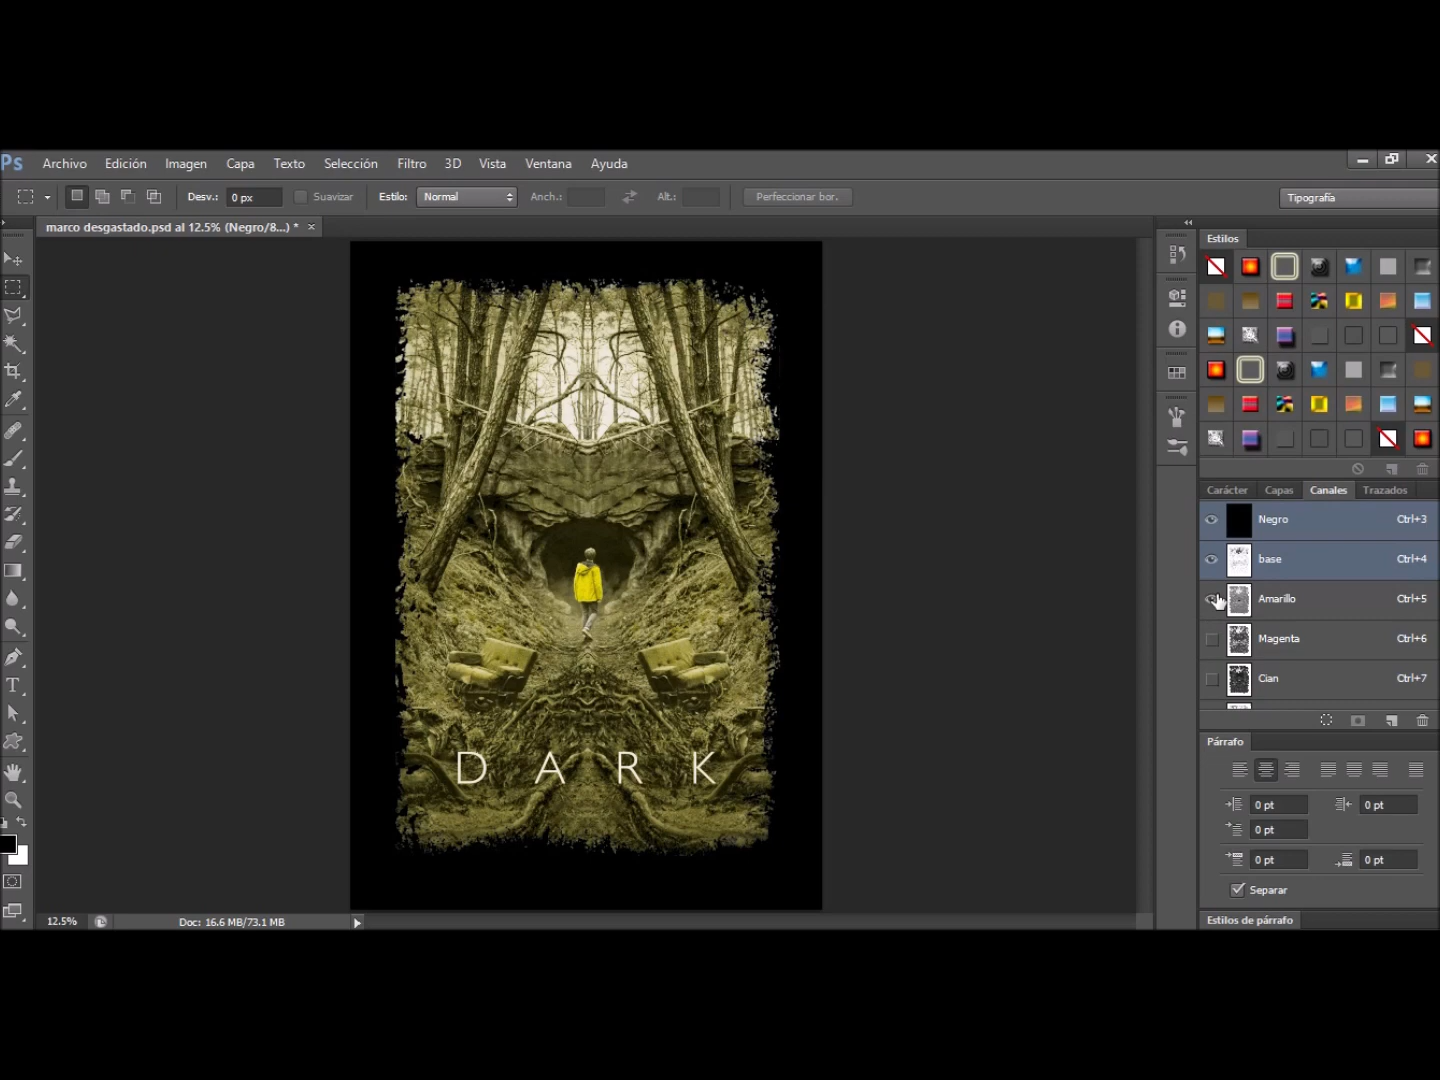 Ps Archivo Edición Imagen Capa Texto Selección Filtro 3D Vista Ventana Ayuda
Desv.: 0 px Suavizar Estilo: Normal Anch.: Alt.: Perfeccionar bor. Tipografía
marco desgastado.psd al 12.5% (Negro/8...) *
Estilos
Carácter Capas Canales Trazados
Negro Ctrl+3
base Ctrl+4
Amarillo Ctrl+5
Magenta Ctrl+6
Cian Ctrl+7
Párrafo
DARK
0 pt 0 pt
0 pt
0 pt 0 pt
Separar
12.5% Doc: 16.6 MB/73.1 MB
Estilos de párrafo